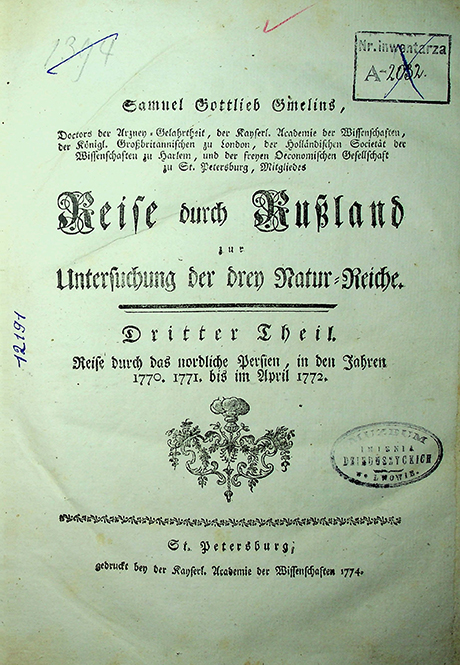 1394
Nr. inwentarza
A-2082.
Samuel Gottlieb Gmelins,
Doctors der Arzney-Gelahrtheit, der Kayserl. Academie der Wissenschaften,
der Königl. Großbritannischen zu London, der Holländischen Societät der
Wissenschaften zu Harlem, und der freyen Oeconomischen Gesellschaft
zu St. Petersburg, Mitgliedes
Reise durch Rußland
zur
Untersuchung der drey Natur-Reiche.
Dritter Theil.
Reise durch das nordliche Persien, in den Jahren
1770. 1771. bis im April 1772.
12191
MUZEUM
IMIENIA
DZIEDUSZYCKICH
WE LWOWIE.
St. Petersburg,
gedruckt bey der Kayserl. Academie der Wissenschaften 1774.